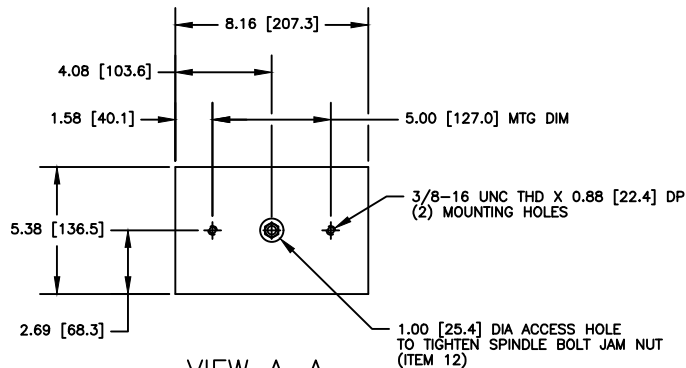 8.16 [207.3]
4.08 [103.6]
1.58 [40.1]
5.00 [127.0] MTG DIM
3/8-16 UNC THD X 0.88 [22.4] DP
(2) MOUNTING HOLES
5.38 [136.5]
2.69 [68.3]
1.00 [25.4] DIA ACCESS HOLE
TO TIGHTEN SPINDLE BOLT JAM NUT
(ITEM 12)
VIEW A-A